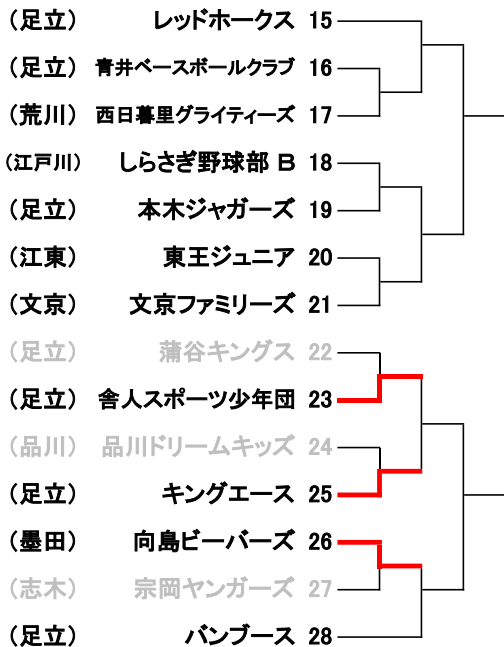 (足立) レッドホークス 15
(足立) 青井ベースボールクラブ 16
(荒川) 西日暮里グライティーズ 17
(江戸川) しらさぎ野球部 B 18
(足立) 本木ジャガーズ 19
(江東) 東王ジュニア 20
(文京) 文京ファミリーズ 21
(足立) 蒲谷キングス 22
(足立) 舎人スポーツ少年団 23
(品川) 品川ドリームキッズ 24
(足立) キングエース 25
(墨田) 向島ビーバーズ 26
(志木) 宗岡ヤンガーズ 27
(足立) バンブース 28